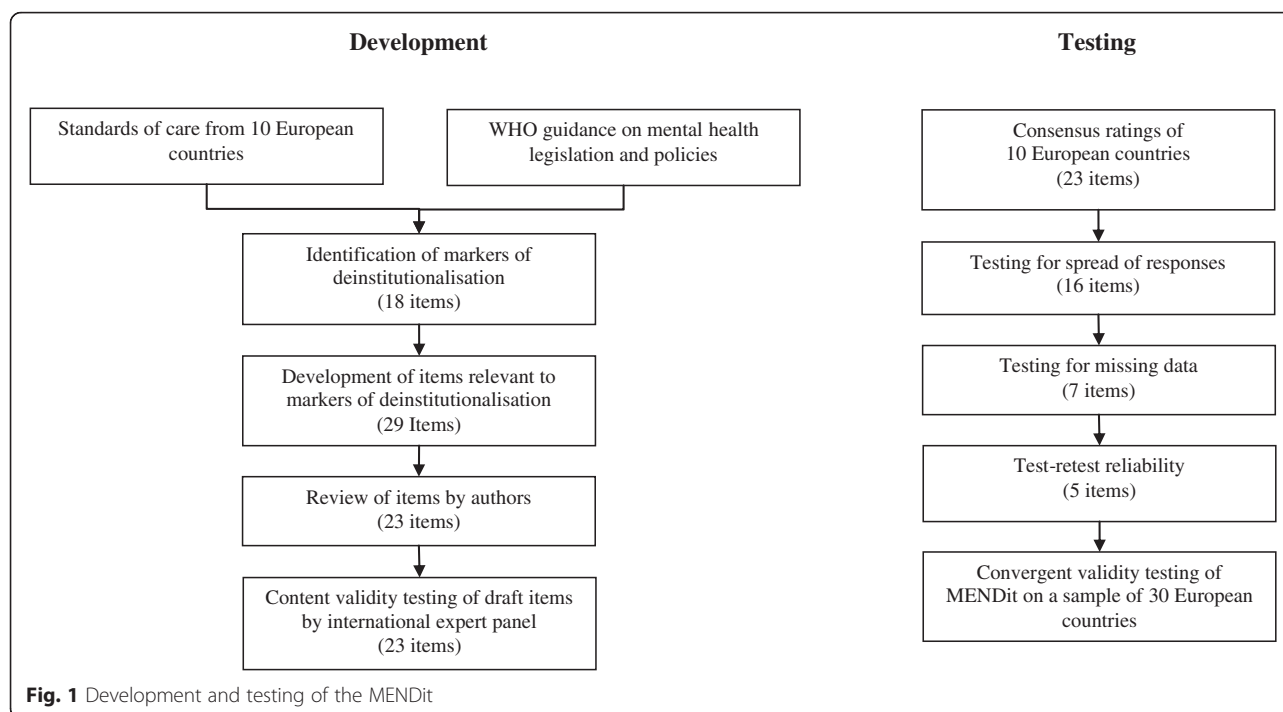 Development
Standards of care from 10 European
countries
WHO guidance on mental health
legislation and policies
Identification of markers of
deinstitutionalisation
(18 items)
Development of items relevant to
markers of deinstitutionalisation
(29 Items)
Review of items by authors
(23 items)
Content validity testing of draft items
by international expert panel
(23 items)
Testing
Consensus ratings of
10 European countries
(23 items)
Testing for spread of responses
(16 items)
Testing for missing data
(7 items)
Test-retest reliability
(5 items)
Convergent validity testing of
MENDit on a sample of 30 European
countries
Fig. 1 Development and testing of the MENDit